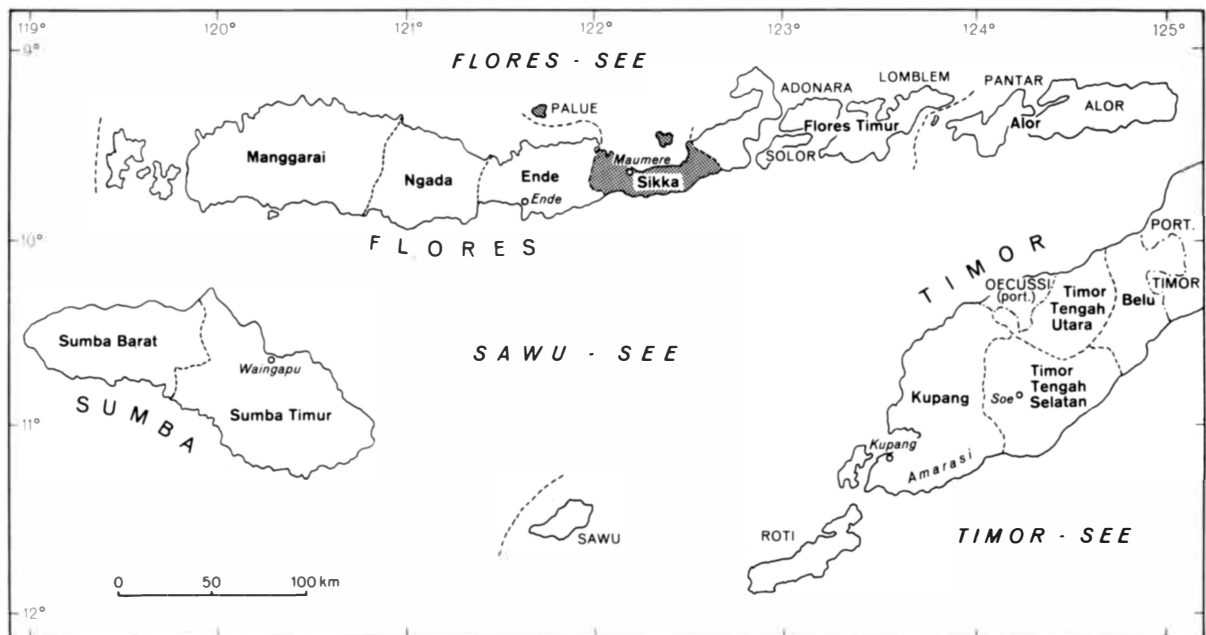 119° 120° 121° 122° 123° 124° 125°
9°
FLORES - SEE
PALUE
ADONARA
LOMBLEM
PANTAR
ALOR
Alor
Flores Timur
SOLOR
Manggarai
Ngada
Ende
Ende
Maumere
Sikka
FLORES
10°
TIMOR
PORT.
TIMOR
OECUSSI
(port.)
Timor
Tengah
Utara
Belu
Sumba Barat
Waingapu
Sumba Timur
SUMBA
SAWU - SEE
Kupang
Soe
Timor
Tengah
Selatan
Kupang
Amarasi
11°
SAWU
ROTI
TIMOR - SEE
0 50 100 km
12°